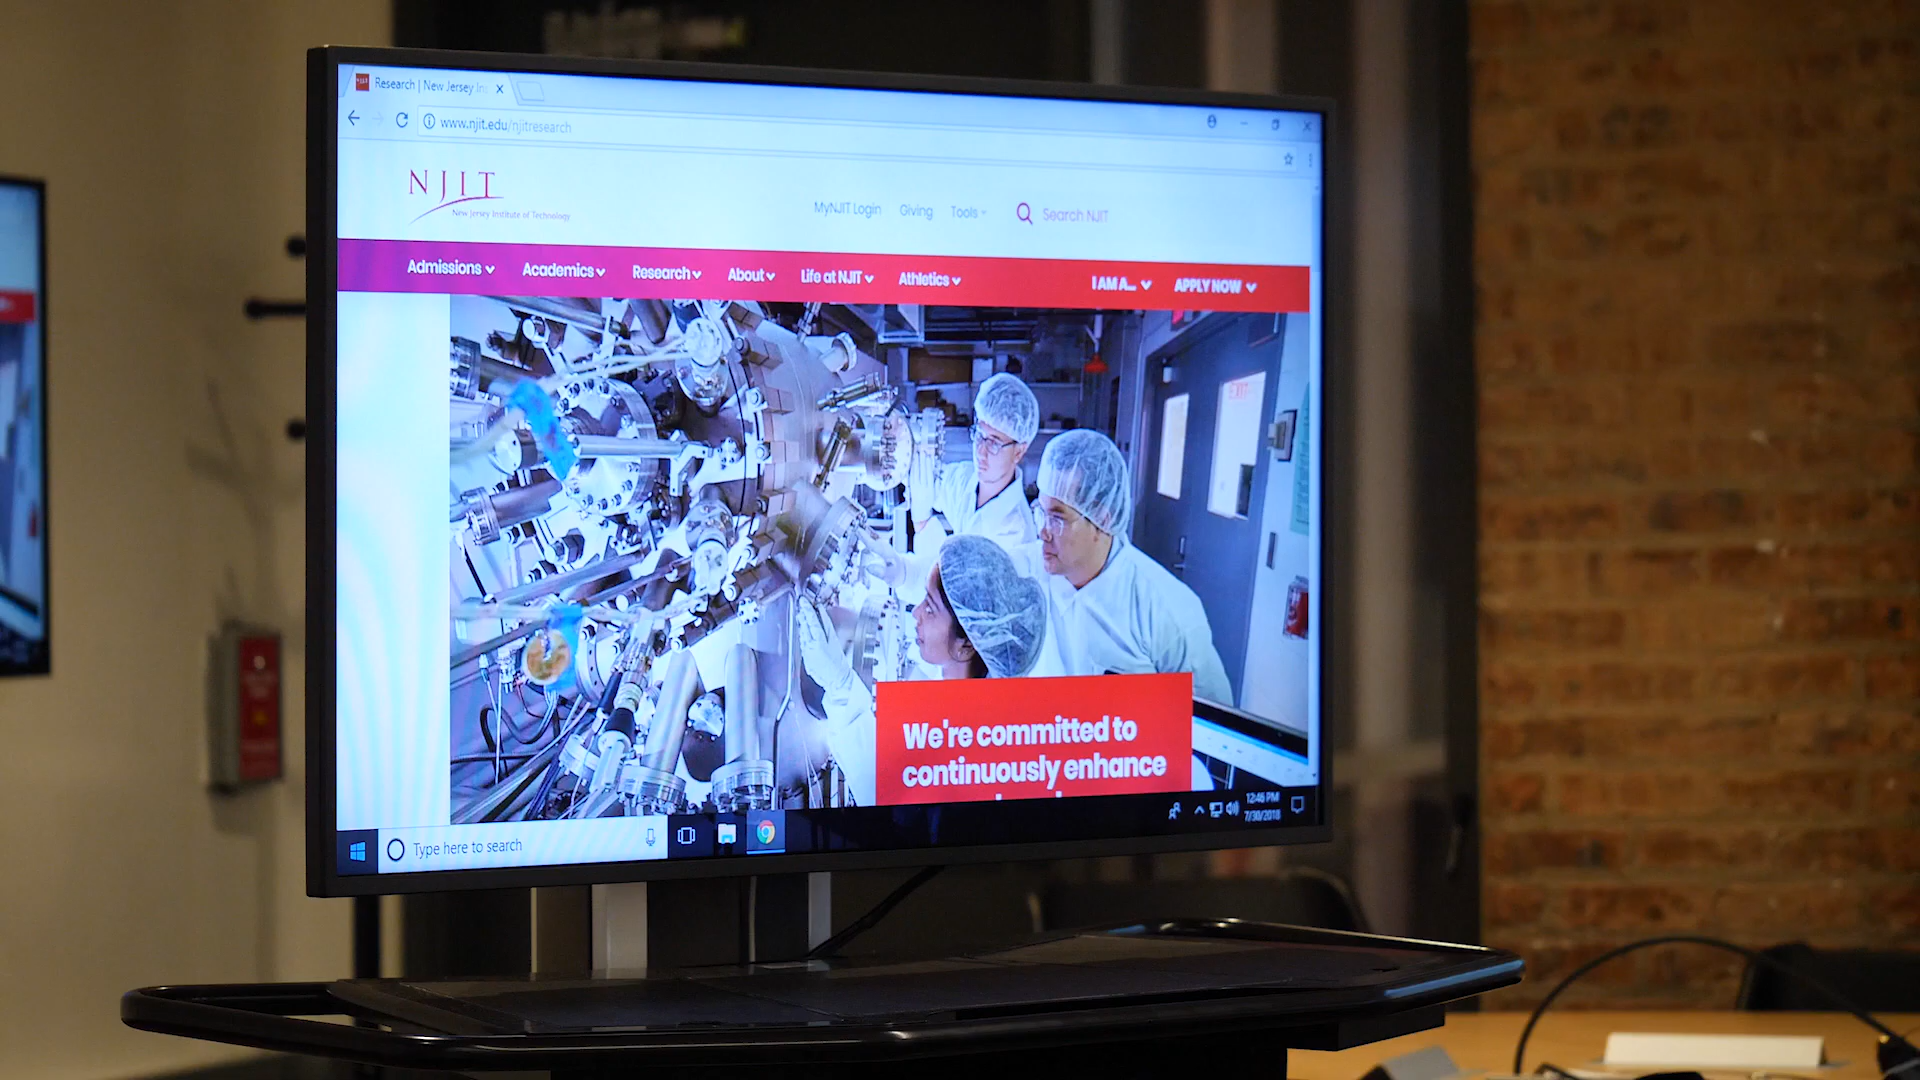 Research | New Jersey In
www.njit.edu/njitresearch
NJIT
New Jersey Institute of Technology
MyNJIT Login Giving Tools Search NJIT
Admissions Academics Research About Life at NJIT Athletics I AM A... APPLY NOW
EXIT
We're committed to
continuously enhance
Type here to search
12:46 PM
7/30/2018